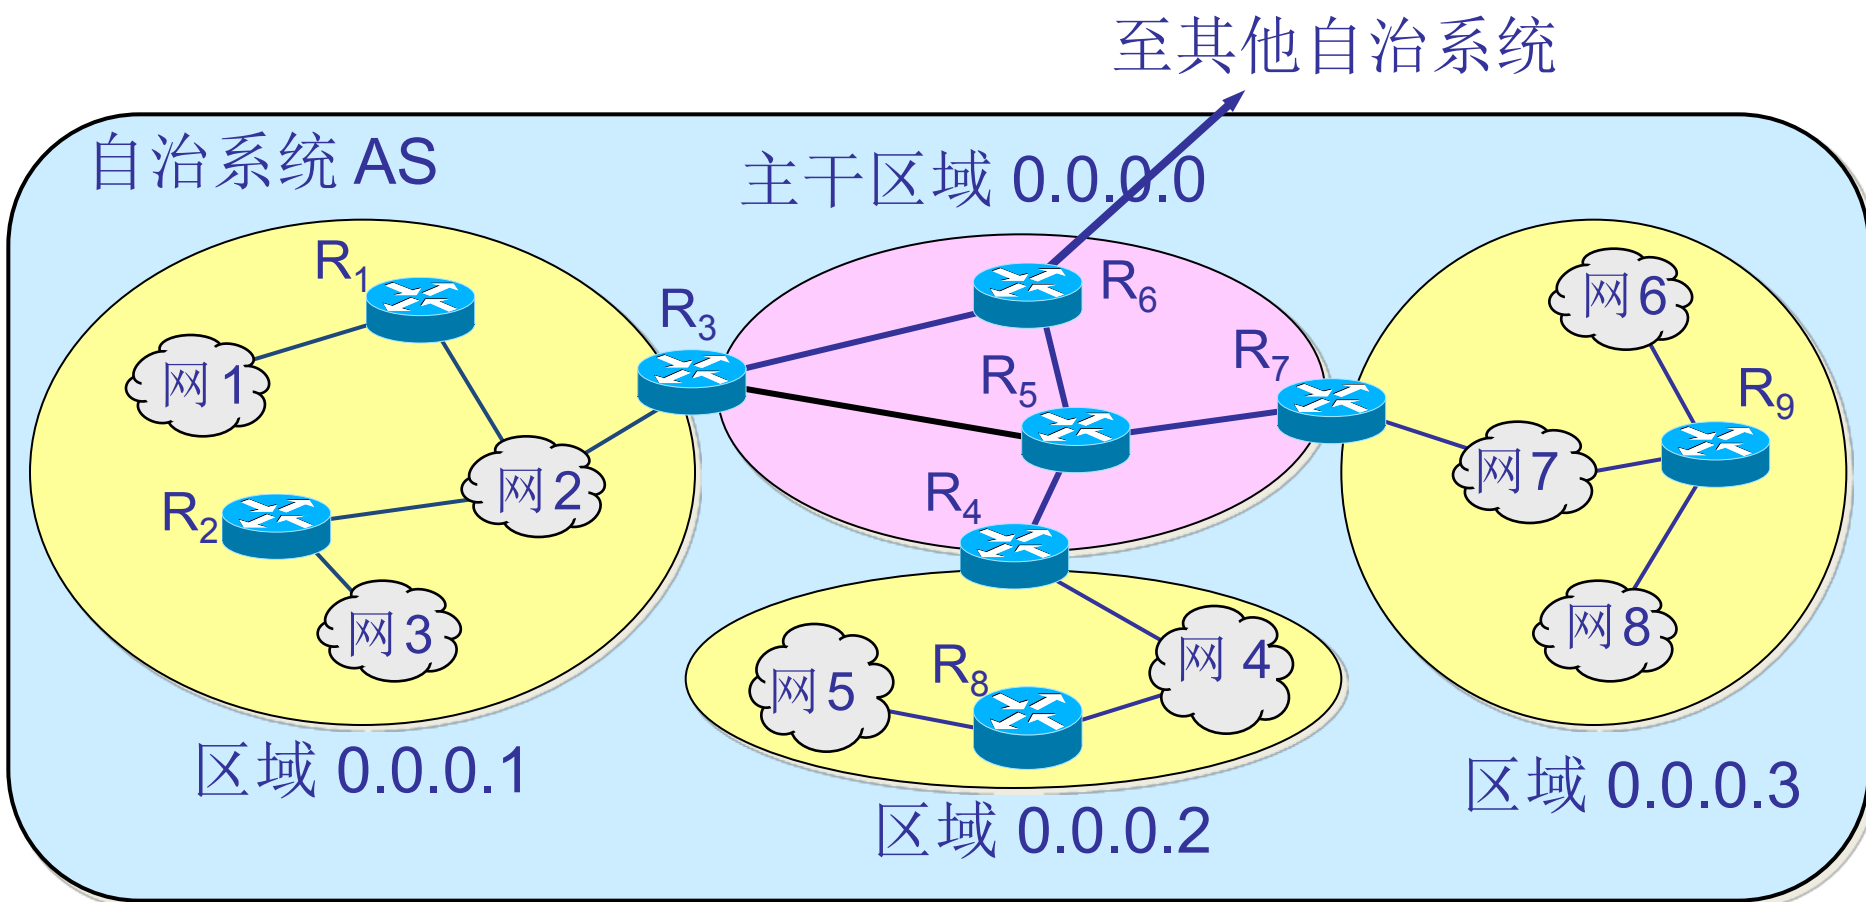 至其他自治系统
自治系统 AS
主干区域 0.0.0.0
R1
R3
R6
R7
R5
R9
R4
R2
R8
网1
网2
网3
网4
网5
网6
网7
网8
区域 0.0.0.1
区域 0.0.0.2
区域 0.0.0.3